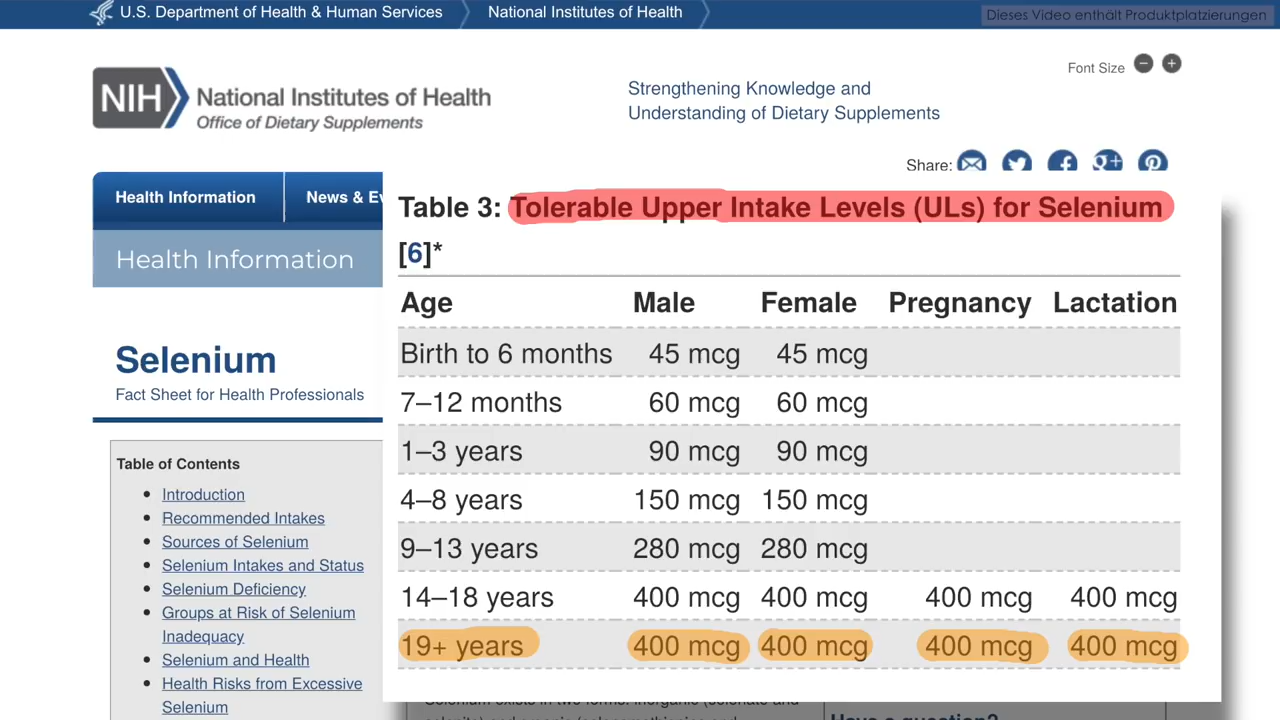 U.S. Department of Health & Human Services National Institutes of Health
Dieses Video enthält Produktplatzierungen
Font Size − +
NIH National Institutes of Health
Office of Dietary Supplements
Strengthening Knowledge and
Understanding of Dietary Supplements
Share:
Health Information News & Ev
Health Information
Selenium
Fact Sheet for Health Professionals
Table of Contents
Introduction
Recommended Intakes
Sources of Selenium
Selenium Intakes and Status
Selenium Deficiency
Groups at Risk of Selenium
Inadequacy
Selenium and Health
Health Risks from Excessive
Selenium
Table 3: Tolerable Upper Intake Levels (ULs) for Selenium
[6]*
Age Male Female Pregnancy Lactation
Birth to 6 months 45 mcg 45 mcg
7–12 months 60 mcg 60 mcg
1–3 years 90 mcg 90 mcg
4–8 years 150 mcg 150 mcg
9–13 years 280 mcg 280 mcg
14–18 years 400 mcg 400 mcg 400 mcg 400 mcg
19+ years 400 mcg 400 mcg 400 mcg 400 mcg
Have a question?